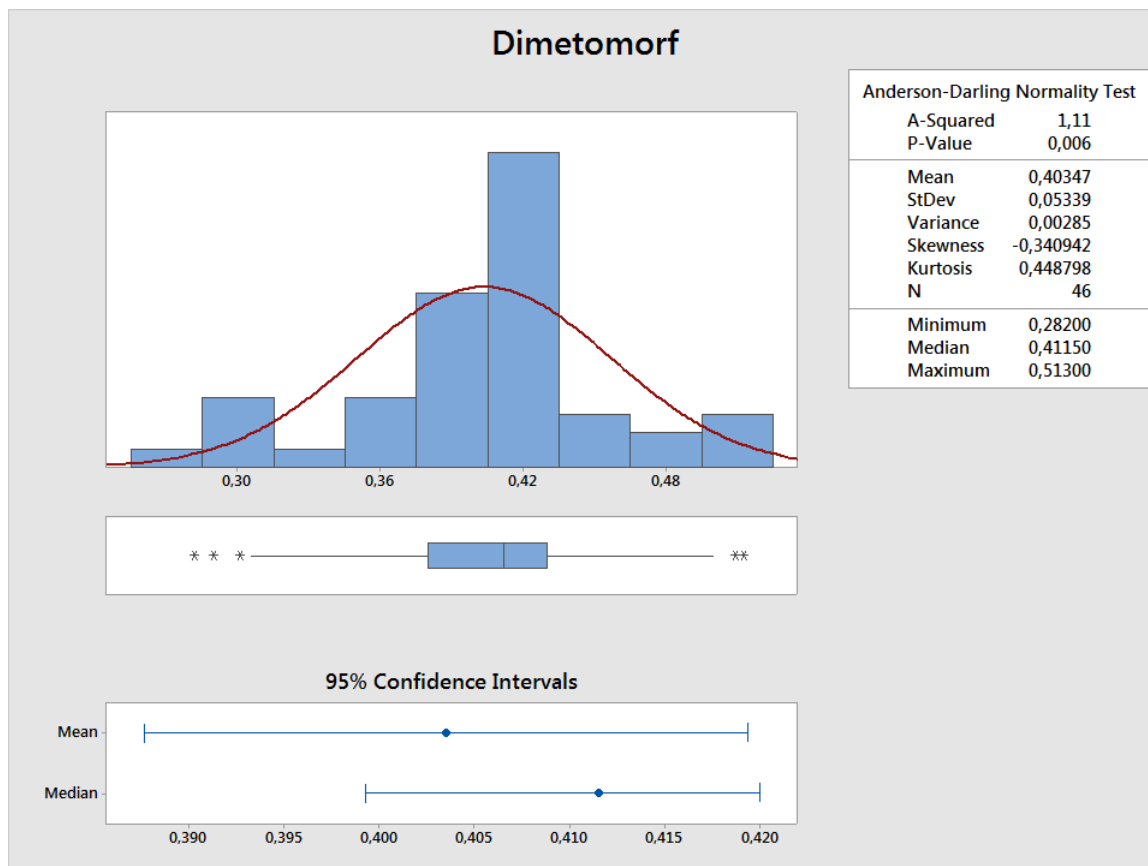 Dimetomorf
Anderson-Darling Normality Test
A-Squared 1,11
P-Value 0,006
Mean 0,40347
StDev 0,05339
Variance 0,00285
Skewness -0,340942
Kurtosis 0,448798
N 46
Minimum 0,28200
Median 0,41150
Maximum 0,51300
0,30 0,36 0,42 0,48
95% Confidence Intervals
Mean
Median
0,390 0,395 0,400 0,405 0,410 0,415 0,420